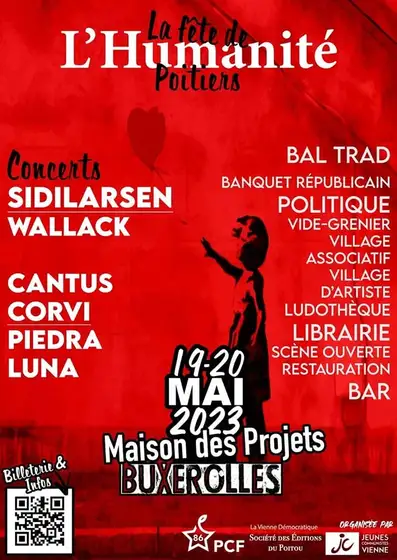 La fête de
L'Humanité
Poitiers
Concerts
SIDILARSEN
WALLACK
CANTUS
CORVI
PIEDRA
LUNA
BAL TRAD
BANQUET RÉPUBLICAIN
POLITIQUE
VIDE-GRENIER
VILLAGE
ASSOCIATIF
VILLAGE
D'ARTISTE
LUDOTHÈQUE
LIBRAIRIE
SCÈNE OUVERTE
RESTAURATION
BAR
19-20
MAI
2023
Maison des Projets
BUXEROLLES
Billeterie &
Infos
86 PCF
La Vienne Démocratique
Société des Éditions
du Poitou
ORGANISÉE PAR
jc
JEUNES
COMMUNISTES
VIENNE